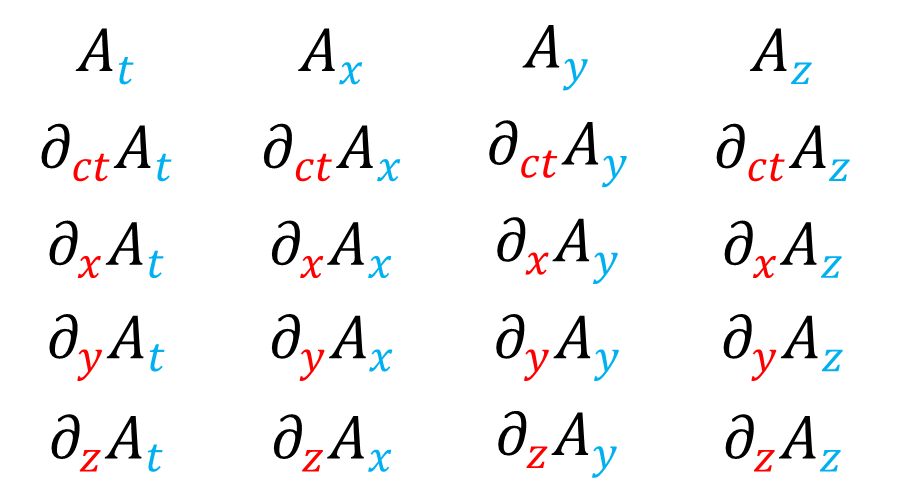 A_t A_x A_y A_z
∂_ct A_t ∂_ct A_x ∂_ct A_y ∂_ct A_z
∂_x A_t ∂_x A_x ∂_x A_y ∂_x A_z
∂_y A_t ∂_y A_x ∂_y A_y ∂_y A_z
∂_z A_t ∂_z A_x ∂_z A_y ∂_z A_z